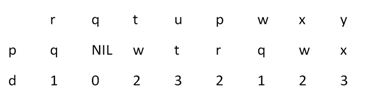 r q t u p w x y
p q NIL w t r q w x
d 1 0 2 3 2 1 2 3